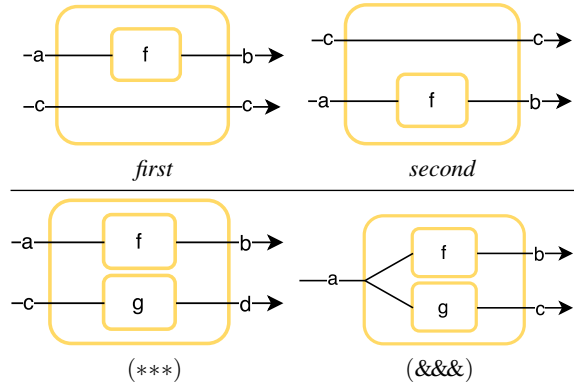 a f b
c c
first
c c
a f b
second
a f b
c g d
(***)
a f b
g c
(&&&)